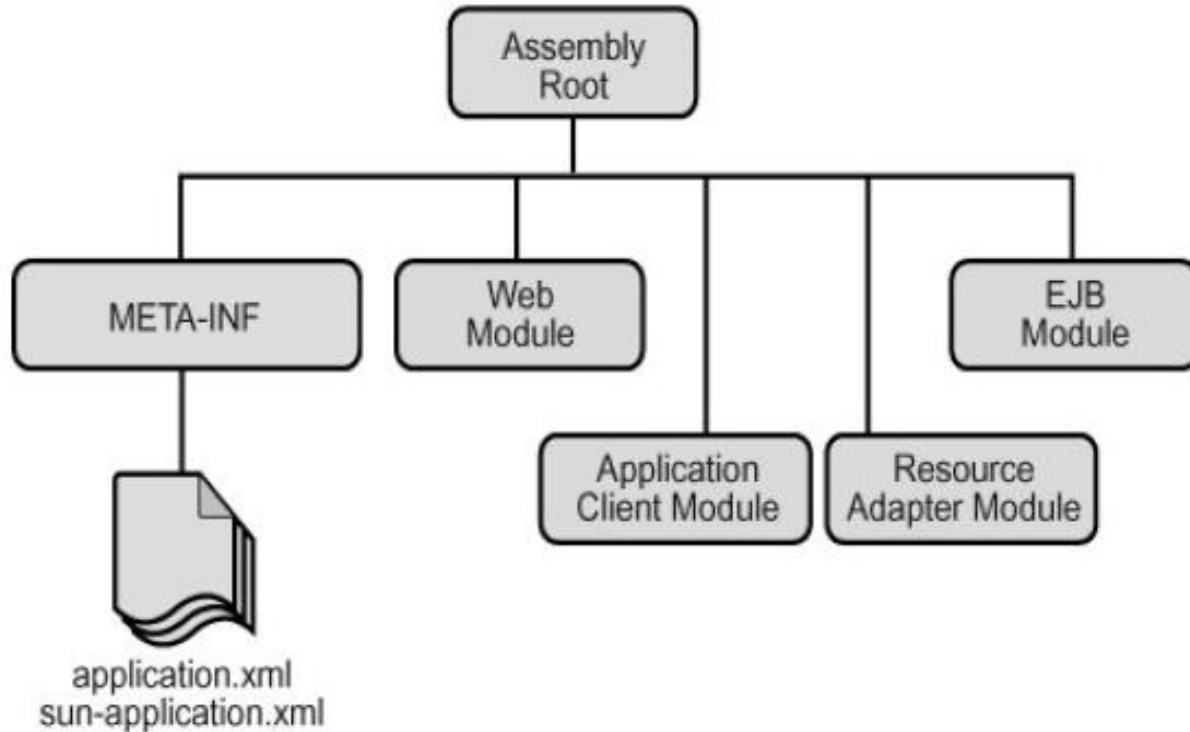 Assembly
Root
META-INF
Web
Module
EJB
Module
Application
Client Module
Resource
Adapter Module
application.xml
sun-application.xml